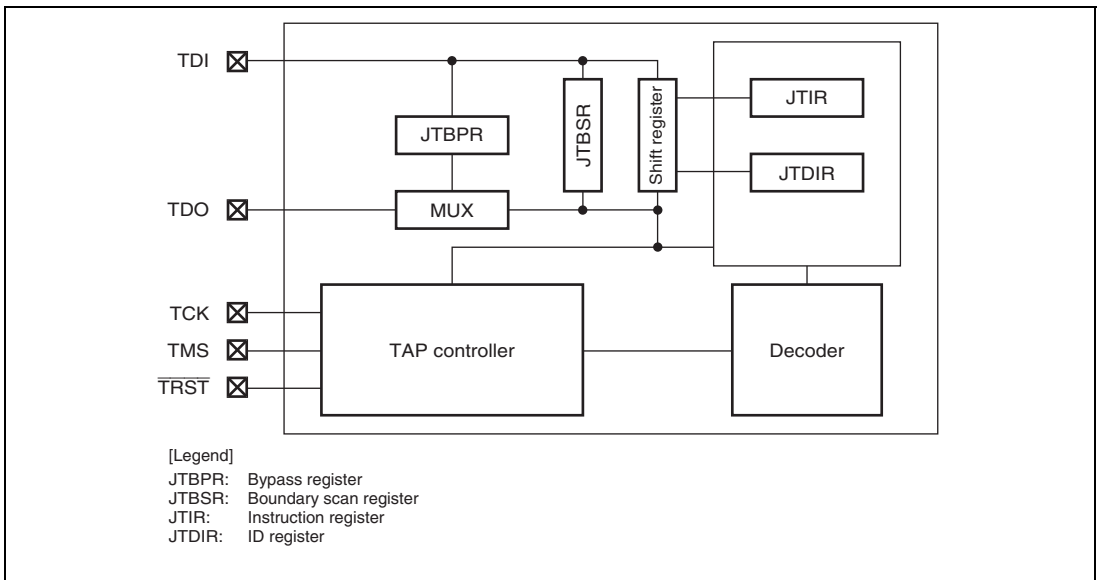 TDI
JTBPR
JTBSR
Shift register
JTIR
JTDIR
TDO
MUX
TCK
TMS
TRST
TAP controller
Decoder
[Legend]
JTBPR: Bypass register
JTBSR: Boundary scan register
JTIR: Instruction register
JTDIR: ID register